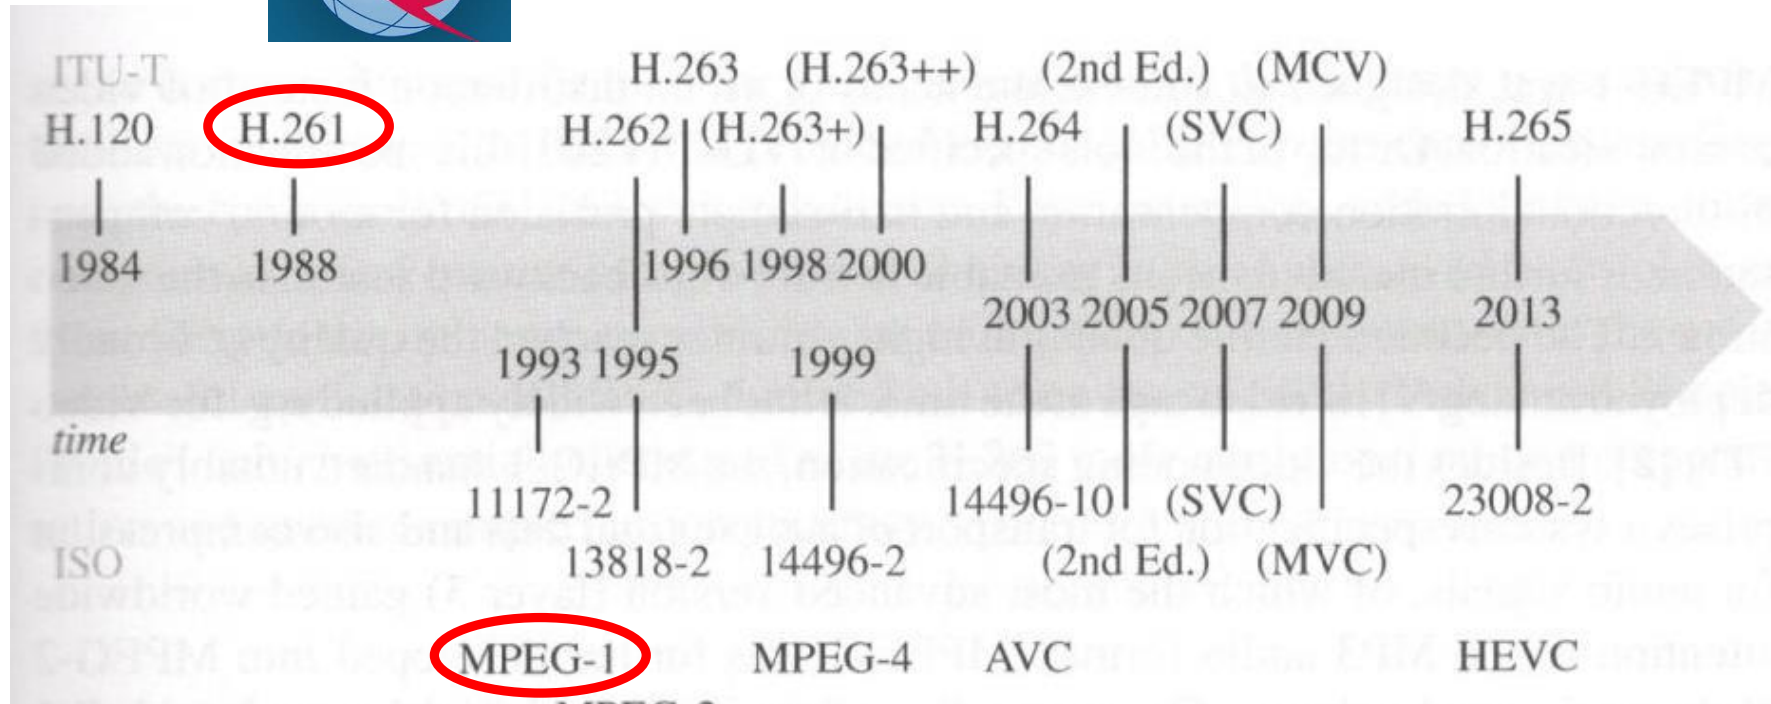 ITU-T H.263 (H.263++) (2nd Ed.) (MCV)
H.120 H.261 H.262 (H.263+) H.264 (SVC) H.265
1984 1988 1996 1998 2000
2003 2005 2007 2009 2013
1993 1995 1999
time
11172-2 14496-10 (SVC) 23008-2
ISO 13818-2 14496-2 (2nd Ed.) (MVC)
MPEG-1 MPEG-4 AVC HEVC